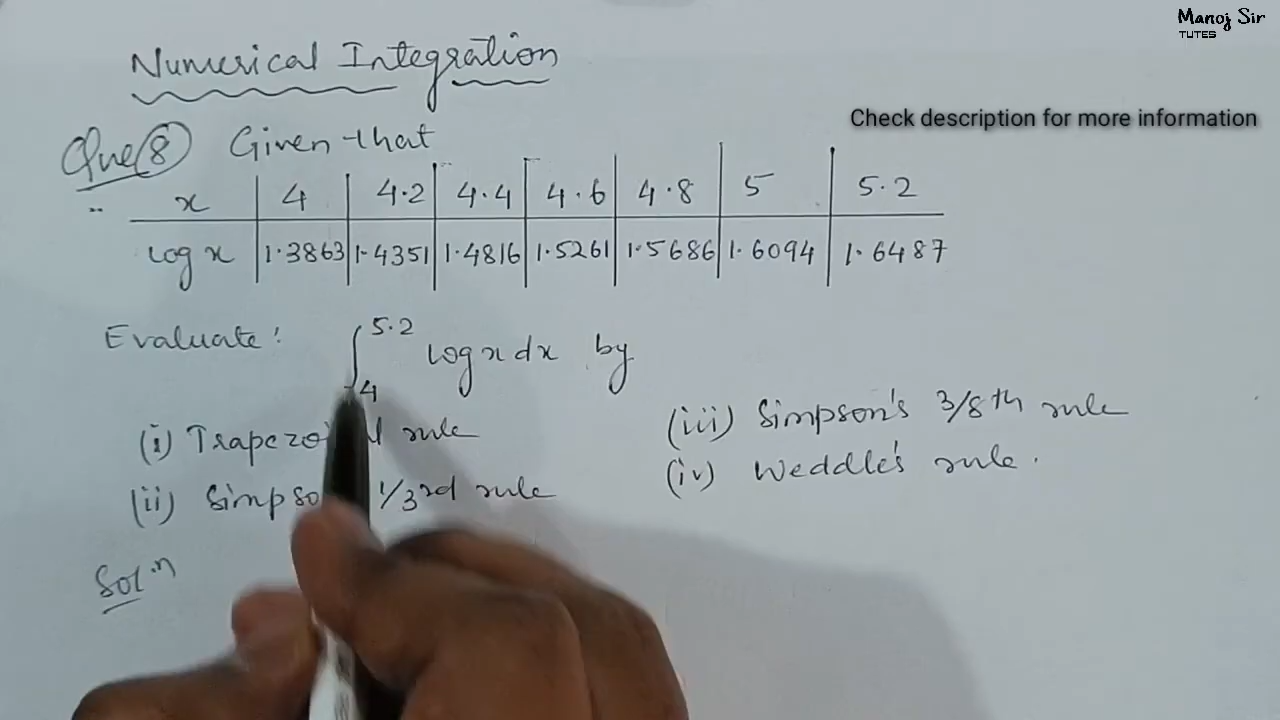 Manoj Sir
TUTES
Numerical Integration
Check description for more information
Que(8) Given that
x 4 4.2 4.4 4.6 4.8 5 5.2
log x 1.3863 1.4351 1.4816 1.5261 1.5686 1.6094 1.6487
Evaluate: ∫₄^5.2 log x dx by
(i) rule
(ii) 1/3rd rule
(iii) Simpson's 3/8th rule
(iv) Weddle's rule.
Solⁿ